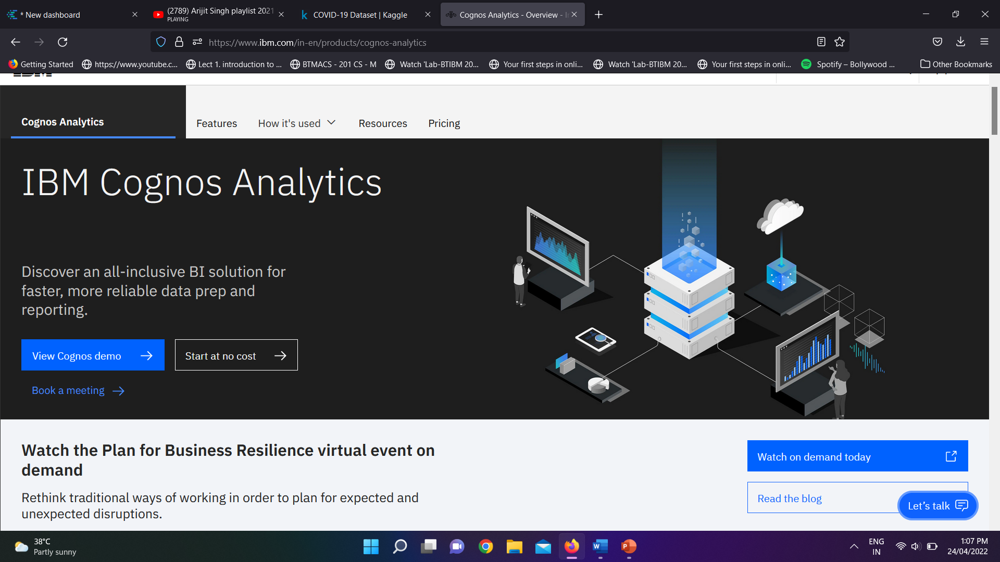 * New dashboard
(2789) Arijit Singh playlist 2021
PLAYING
COVID-19 Dataset | Kaggle
Cognos Analytics - Overview - I
https://www.ibm.com/in-en/products/cognos-analytics
Getting Started
https://www.youtube.c...
Lect 1. introduction to ...
BTMACS - 201 CS - M
Watch 'Lab-BTIBM 20...
Your first steps in onli...
Watch 'Lab-BTIBM 20...
Your first steps in onli...
Spotify – Bollywood ...
Other Bookmarks
Cognos Analytics
Features
How it's used
Resources
Pricing
IBM Cognos Analytics
Discover an all-inclusive BI solution for
faster, more reliable data prep and
reporting.
View Cognos demo
Start at no cost
Book a meeting
Watch the Plan for Business Resilience virtual event on
demand
Rethink traditional ways of working in order to plan for expected and
unexpected disruptions.
Watch on demand today
Read the blog
Let's talk
38°C
Partly sunny
ENG
IN
1:07 PM
24/04/2022